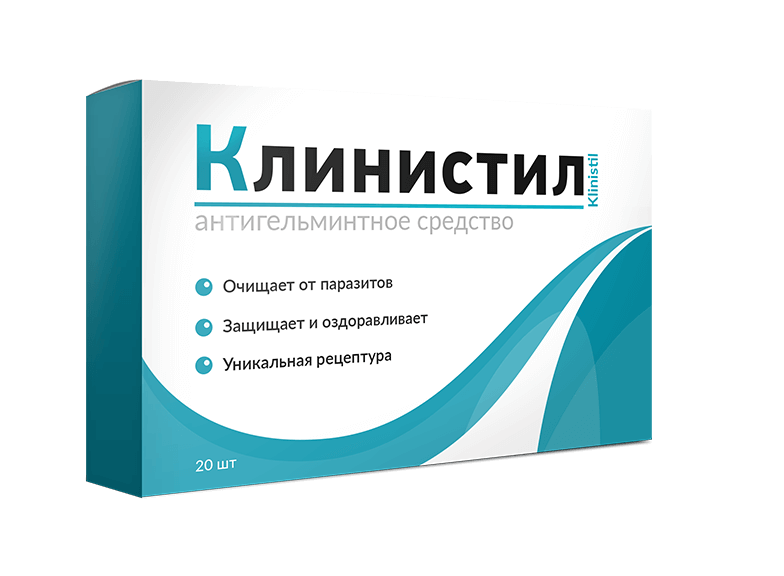 Клинистил
Klinistil
антигельминтное средство
Очищает от паразитов
Защищает и оздоравливает
Уникальная рецептура
20 шт